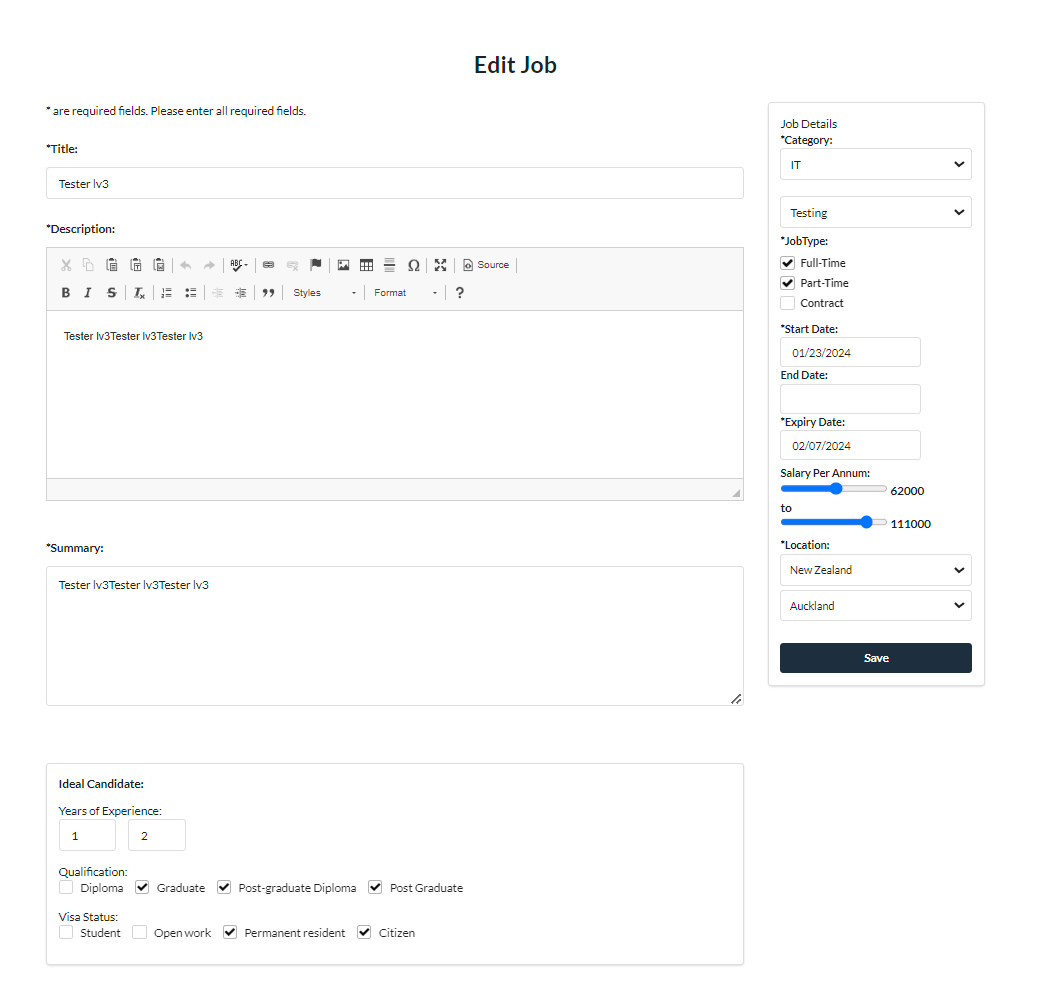 Edit Job
* are required fields. Please enter all required fields.
*Title:
Tester lv3
*Description:
ABC
Ω
Source
B I S Tx
Styles
Format
?
Tester lv3Tester lv3Tester lv3
*Summary:
Tester lv3Tester lv3Tester lv3
Ideal Candidate:
Years of Experience:
1 2
Qualification:
Diploma Graduate Post-graduate Diploma Post Graduate
Visa Status:
Student Open work Permanent resident Citizen
Job Details
*Category:
IT
Testing
*JobType:
Full-Time
Part-Time
Contract
*Start Date:
01/23/2024
End Date:
*Expiry Date:
02/07/2024
Salary Per Annum:
62000
to
111000
*Location:
New Zealand
Auckland
Save